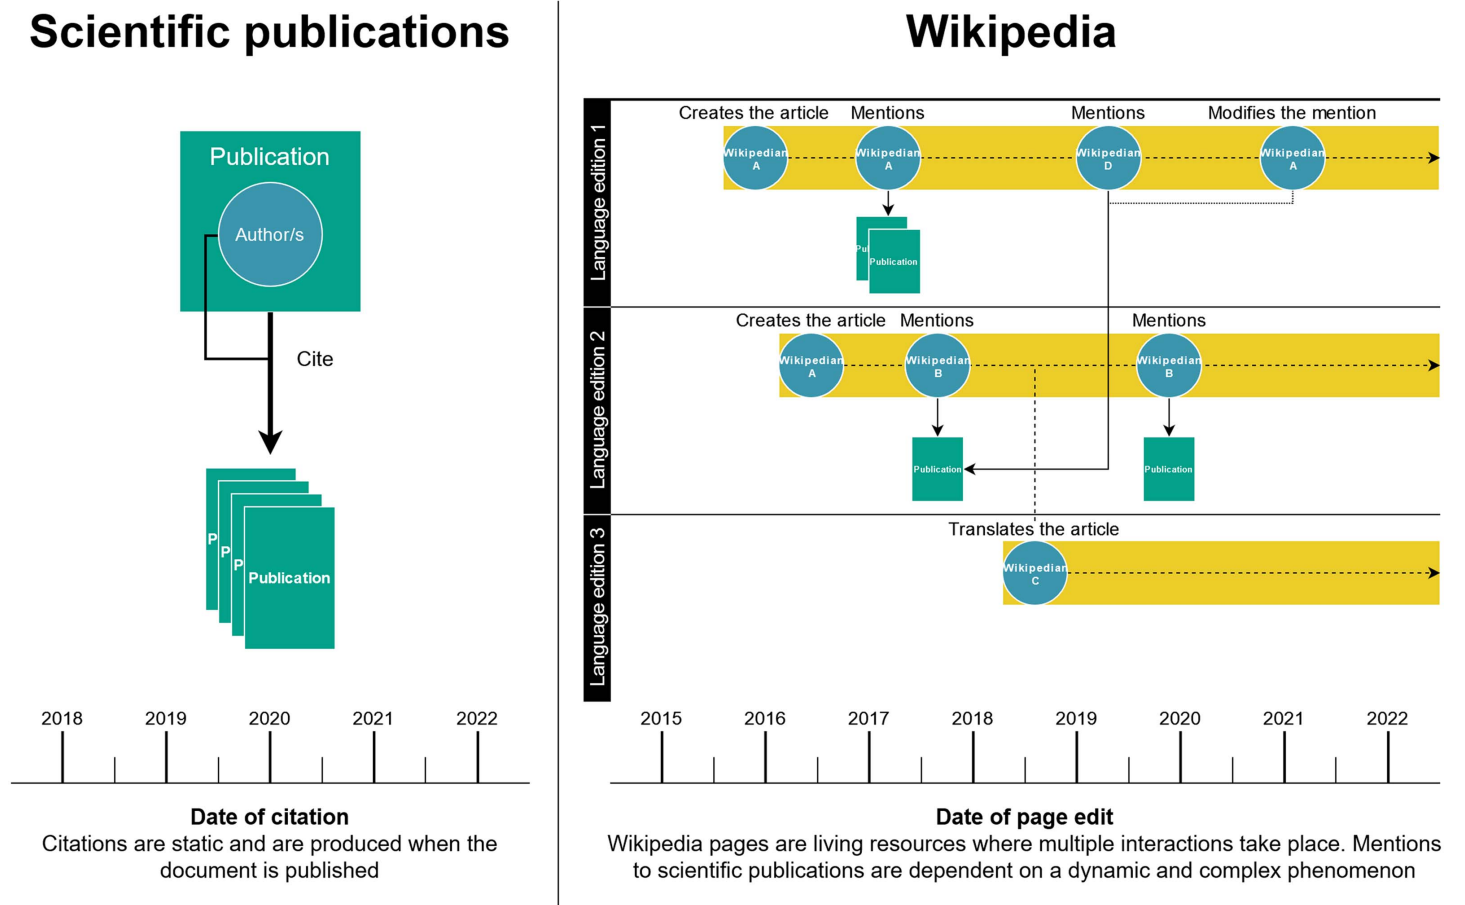 Scientific publications
Publication
Author/s
Cite
P
P
P
Publication
2018 2019 2020 2021 2022
Date of citation
Citations are static and are produced when the
document is published
Wikipedia
Language edition 1
Creates the article Mentions Mentions Modifies the mention
Wikipedian
A
Wikipedian
A
Wikipedian
D
Wikipedian
A
Pu
Publication
Language edition 2
Creates the article Mentions Mentions
Wikipedian
A
Wikipedian
B
Wikipedian
B
Publication
Publication
Language edition 3
Translates the article
Wikipedian
C
2015 2016 2017 2018 2019 2020 2021 2022
Date of page edit
Wikipedia pages are living resources where multiple interactions take place. Mentions
to scientific publications are dependent on a dynamic and complex phenomenon